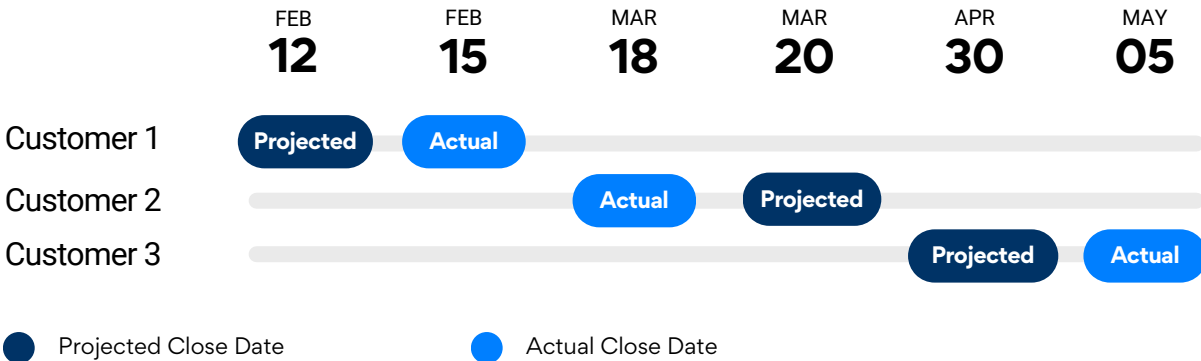 FEB FEB MAR MAR APR MAY
12 15 18 20 30 05
Customer 1 Projected Actual
Customer 2 Actual Projected
Customer 3 Projected Actual
Projected Close Date Actual Close Date